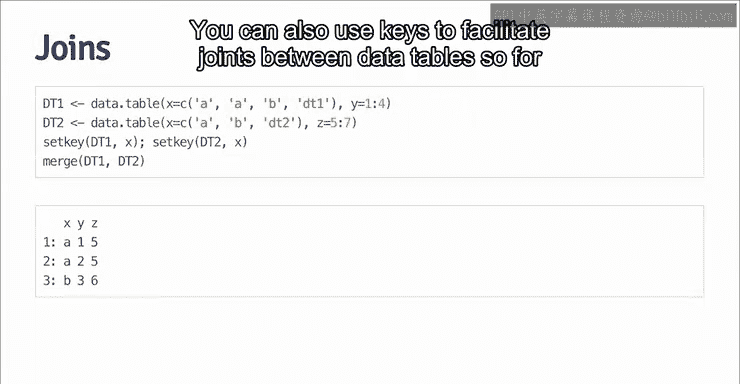 You can also use keys to facilitate
joints between data tables so for
Joins
DT1 <- data.table(x=c('a', 'a', 'b', 'dt1'), y=1:4)
DT2 <- data.table(x=c('a', 'b', 'dt2'), z=5:7)
setkey(DT1, x); setkey(DT2, x)
merge(DT1, DT2)
x y z
1: a 1 5
2: a 2 5
3: b 3 6